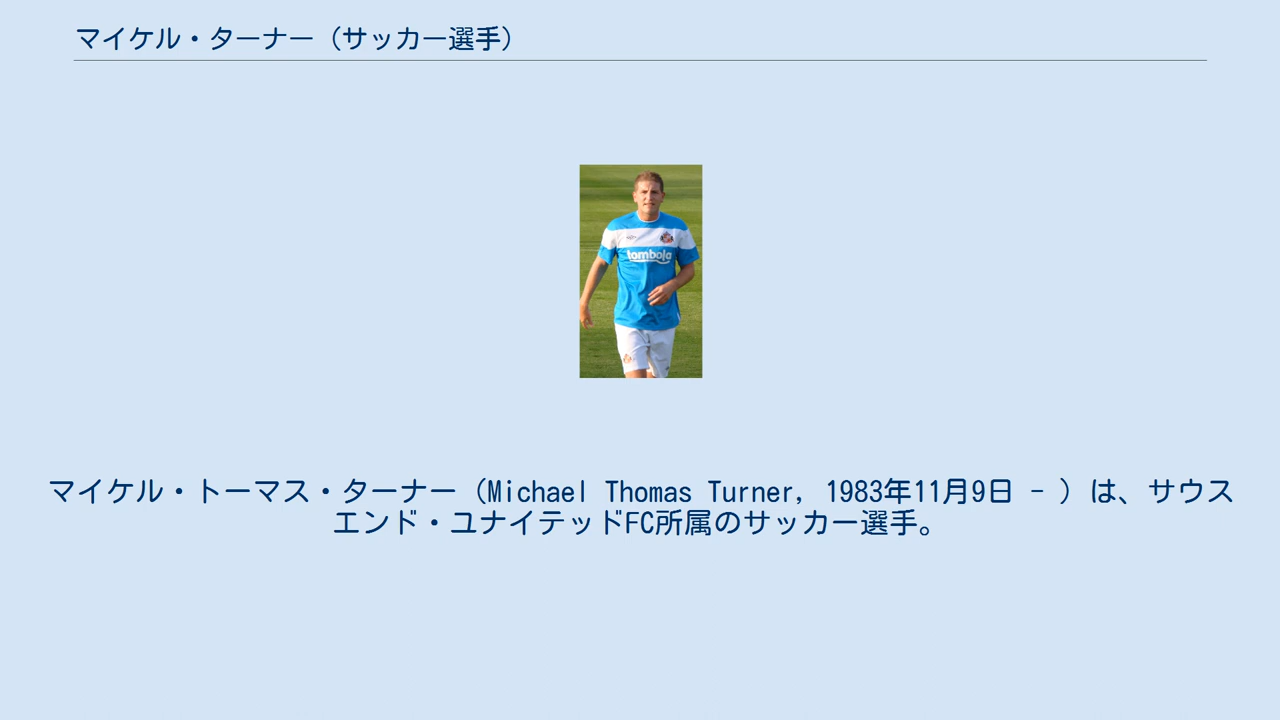 マイケル・ターナー（サッカー選手）
tombola
マイケル・トーマス・ターナー（Michael Thomas Turner, 1983年11月9日 - ）は、サウス
エンド・ユナイテッドFC所属のサッカー選手。